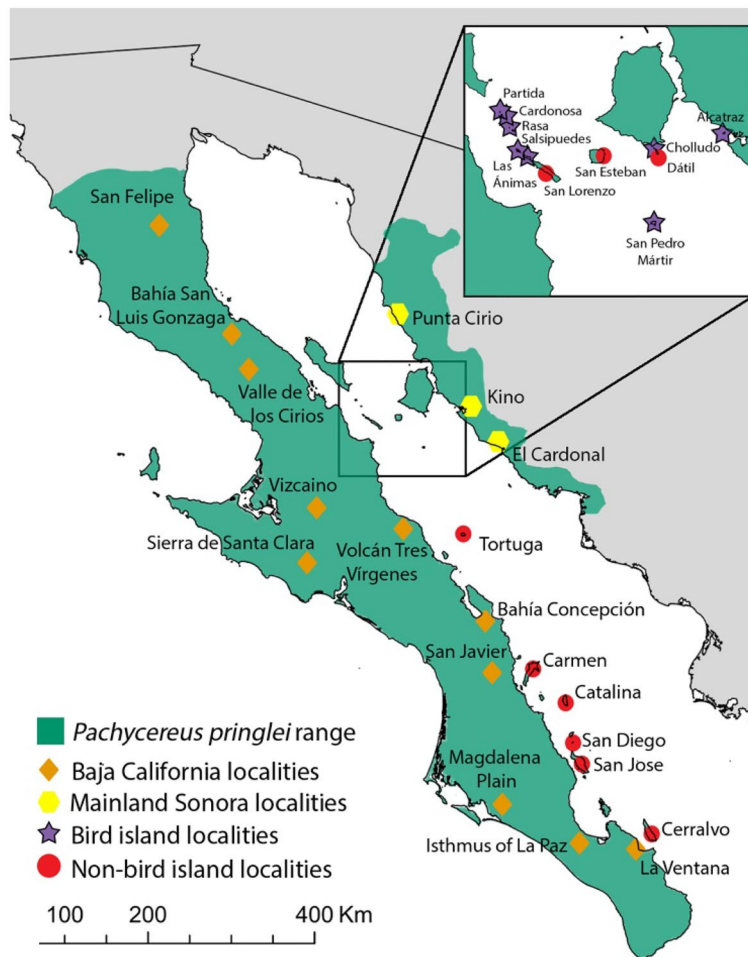 Partida
Cardonosa
Rasa
Salsipuedes
Las
Ánimas
San Lorenzo
San Esteban
Alcatraz
Cholludo
Dátil
San Pedro
Mártir
San Felipe
Bahía San
Luis Gonzaga
Valle de
los Cirios
Punta Cirio
Kino
El Cardonal
Vizcaino
Sierra de Santa Clara
Volcán Tres
Vírgenes
Tortuga
Bahía Concepción
San Javier
Carmen
Catalina
San Diego
San Jose
Magdalena
Plain
Isthmus of La Paz
Cerralvo
La Ventana
Pachycereus pringlei range
Baja California localities
Mainland Sonora localities
Bird island localities
Non-bird island localities
100 200 400 Km